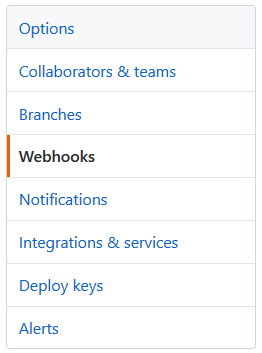 Options
Collaborators & teams
Branches
Webhooks
Notifications
Integrations & services
Deploy keys
Alerts